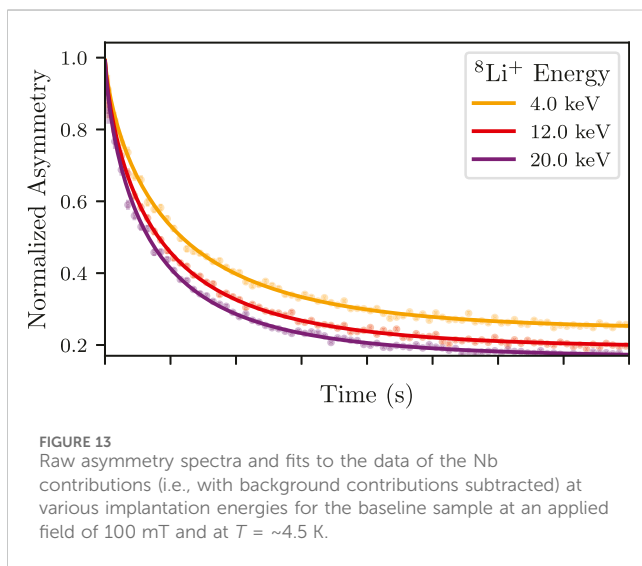 1.0
0.8
0.6
0.4
0.2
Normalized Asymmetry
⁸Li⁺ Energy
4.0 keV
12.0 keV
20.0 keV
Time (s)
FIGURE 13
Raw asymmetry spectra and fits to the data of the Nb
contributions (i.e., with background contributions subtracted) at
various implantation energies for the baseline sample at an applied
field of 100 mT and at T = ~4.5 K.